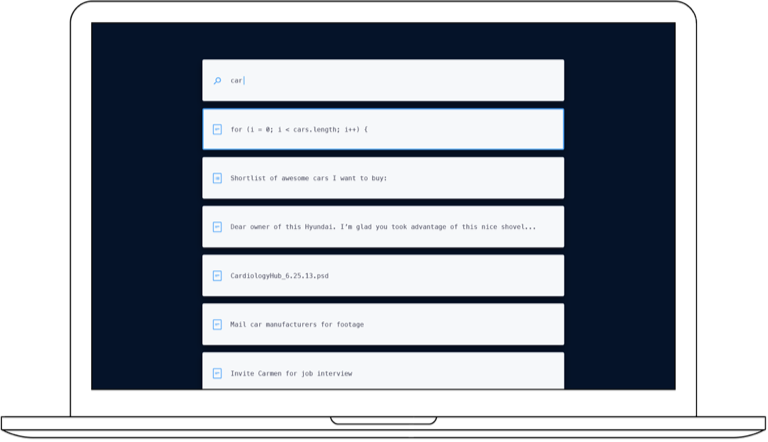 car
for (i = 0; i < cars.length; i++) {
Shortlist of awesome cars I want to buy:
Dear owner of this Hyundai. I'm glad you took advantage of this nice shovel...
CardiologyHub_6.25.13.psd
Mail car manufacturers for footage
Invite Carmen for job interview